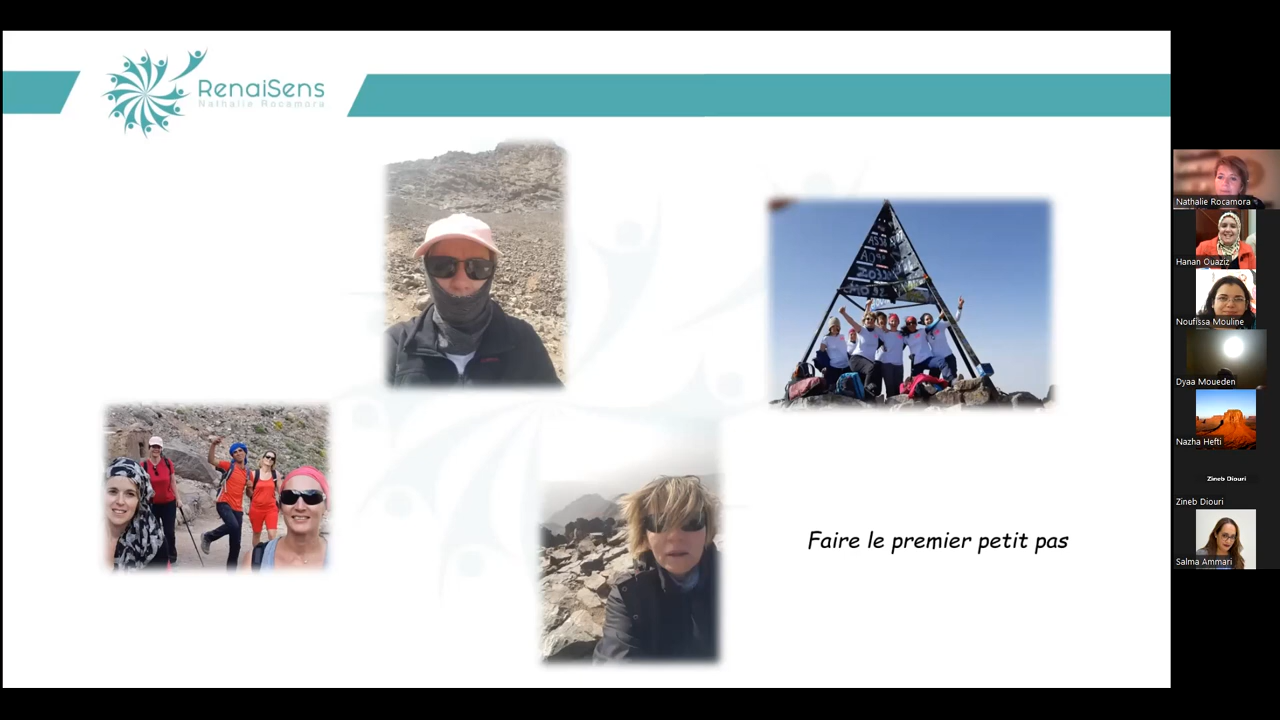 RenaiSens
Nathalie Rocamora
Faire le premier petit pas
Nathalie Rocamora
Hanan Ouaziz
Noufissa Mouline
Dyaa Moueden
Nazha Hefti
Zineb Diouri
Zineb Diouri
Salma Ammari